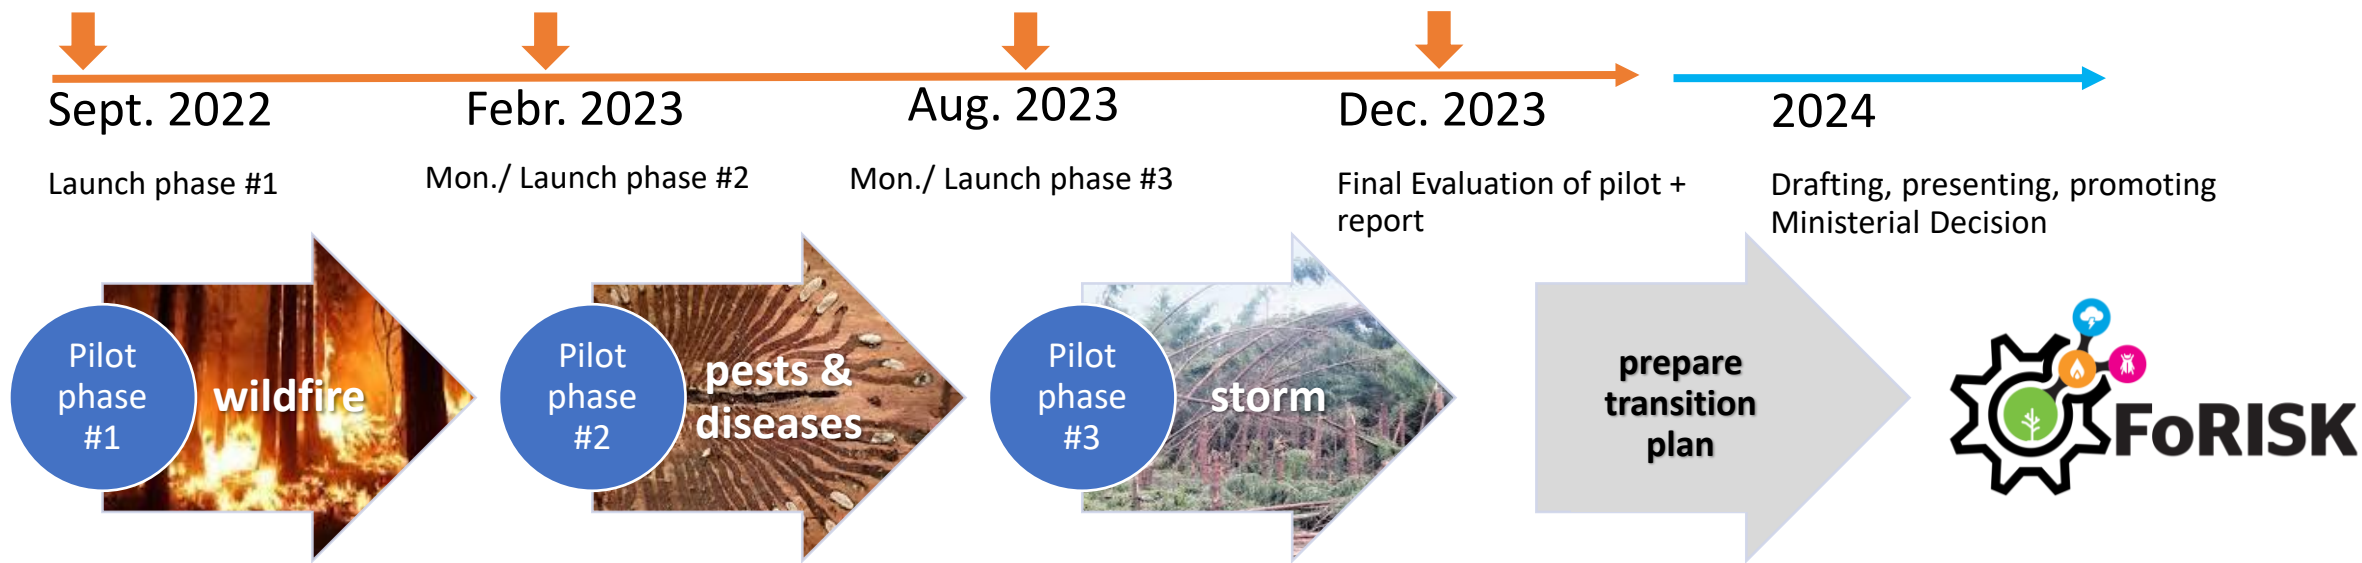 Sept. 2022
Febr. 2023
Aug. 2023
Dec. 2023
2024
Launch phase #1
Mon./ Launch phase #2
Mon./ Launch phase #3
Final Evaluation of pilot +
report
Drafting, presenting, promoting
Ministerial Decision
Pilot
phase
#1
wildfire
Pilot
phase
#2
pests &
diseases
Pilot
phase
#3
storm
prepare
transition
plan
FoRISK